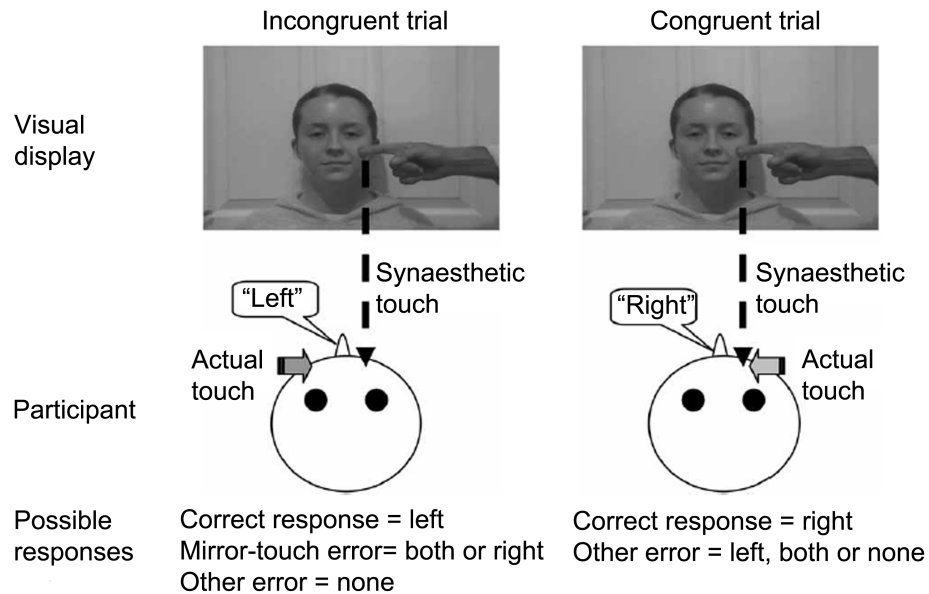 Incongruent trial
Congruent trial
Visual
display
Synaesthetic
touch
Synaesthetic
touch
“Left”
“Right”
Actual
touch
Actual
touch
Participant
Possible
responses
Correct response = left
Mirror-touch error= both or right
Other error = none
Correct response = right
Other error = left, both or none